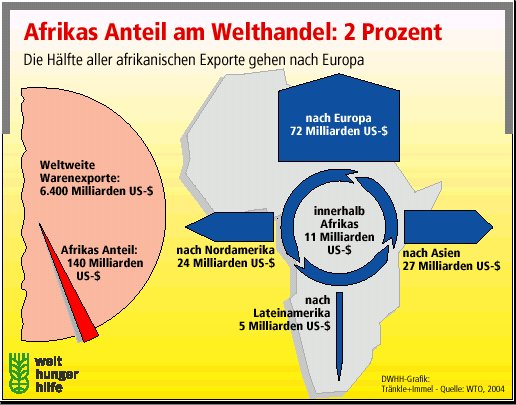 Afrikas Anteil am Welthandel: 2 Prozent
Die Hälfte aller afrikanischen Exporte gehen nach Europa
Weltweite
Warenexporte:
6.400 Milliarden US-$
Afrikas Anteil:
140 Milliarden
US-$
nach Europa
72 Milliarden US-$
innerhalb
Afrikas
11 Milliarden
US-$
nach Nordamerika
24 Milliarden US-$
nach Asien
27 Milliarden US-$
nach
Lateinamerika
5 Milliarden US-$
welt
hunger
hilfe
DWHH-Grafik:
Tränkle+Immel - Quelle: WTO, 2004